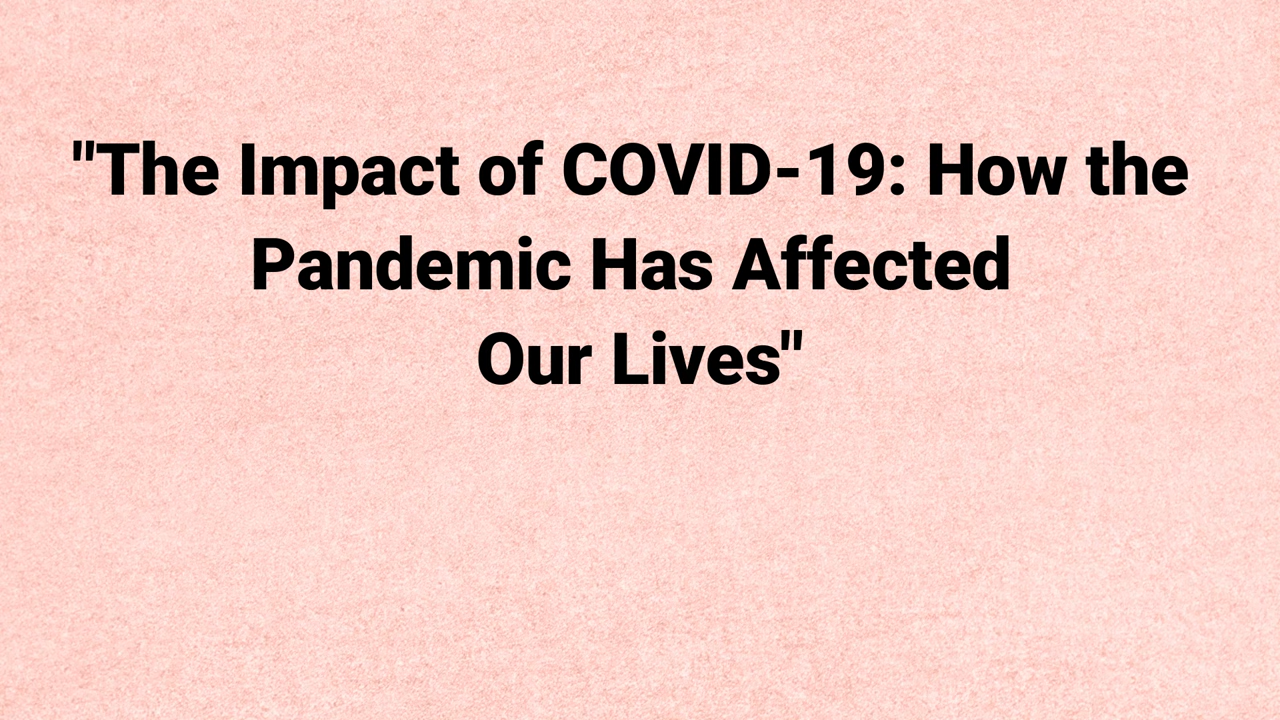 "The Impact of COVID-19: How the
Pandemic Has Affected
Our Lives"